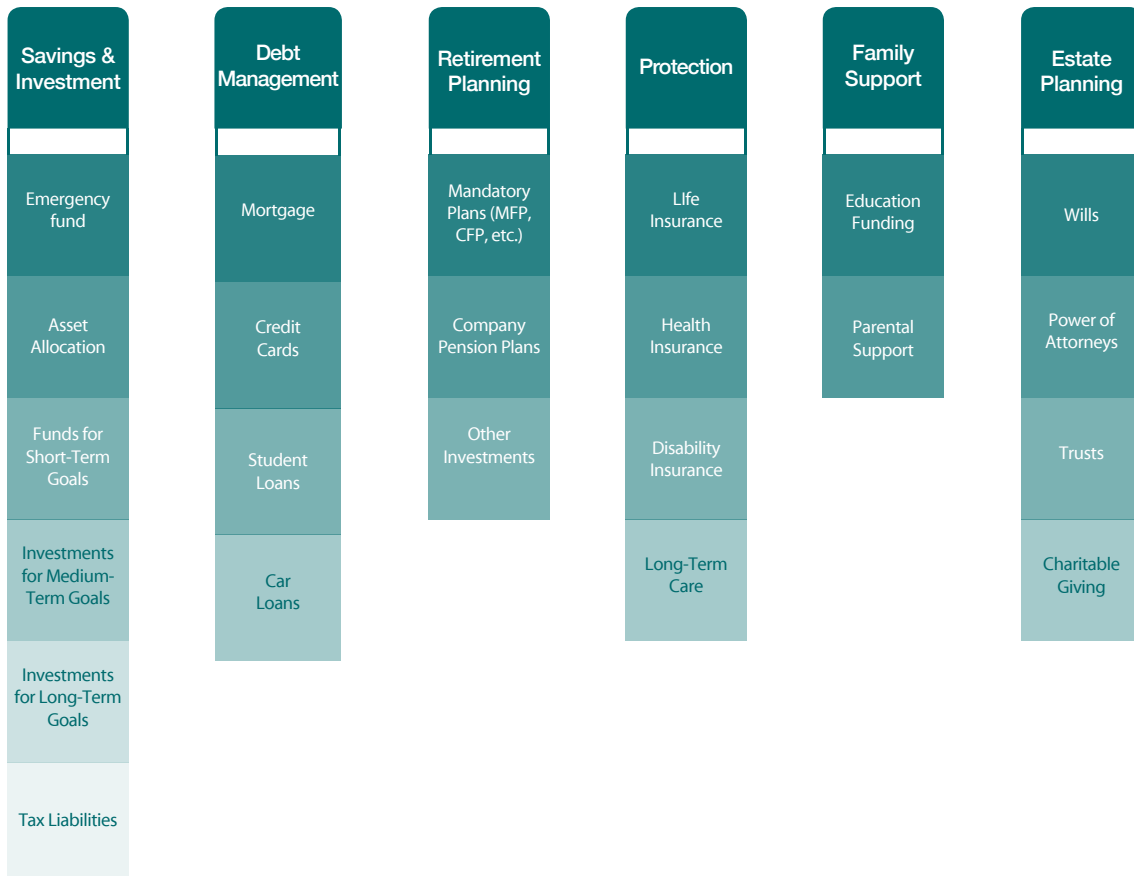 Savings &
Investment
Emergency
fund
Asset
Allocation
Funds for
Short-Term
Goals
Investments
for Medium-
Term Goals
Investments
for Long-Term
Goals
Tax Liabilities
Debt
Management
Mortgage
Credit
Cards
Student
Loans
Car
Loans
Retirement
Planning
Mandatory
Plans (MFP,
CFP, etc.)
Company
Pension Plans
Other
Investments
Protection
LIfe
Insurance
Health
Insurance
Disability
Insurance
Long-Term
Care
Family
Support
Education
Funding
Parental
Support
Estate
Planning
Wills
Power of
Attorneys
Trusts
Charitable
Giving